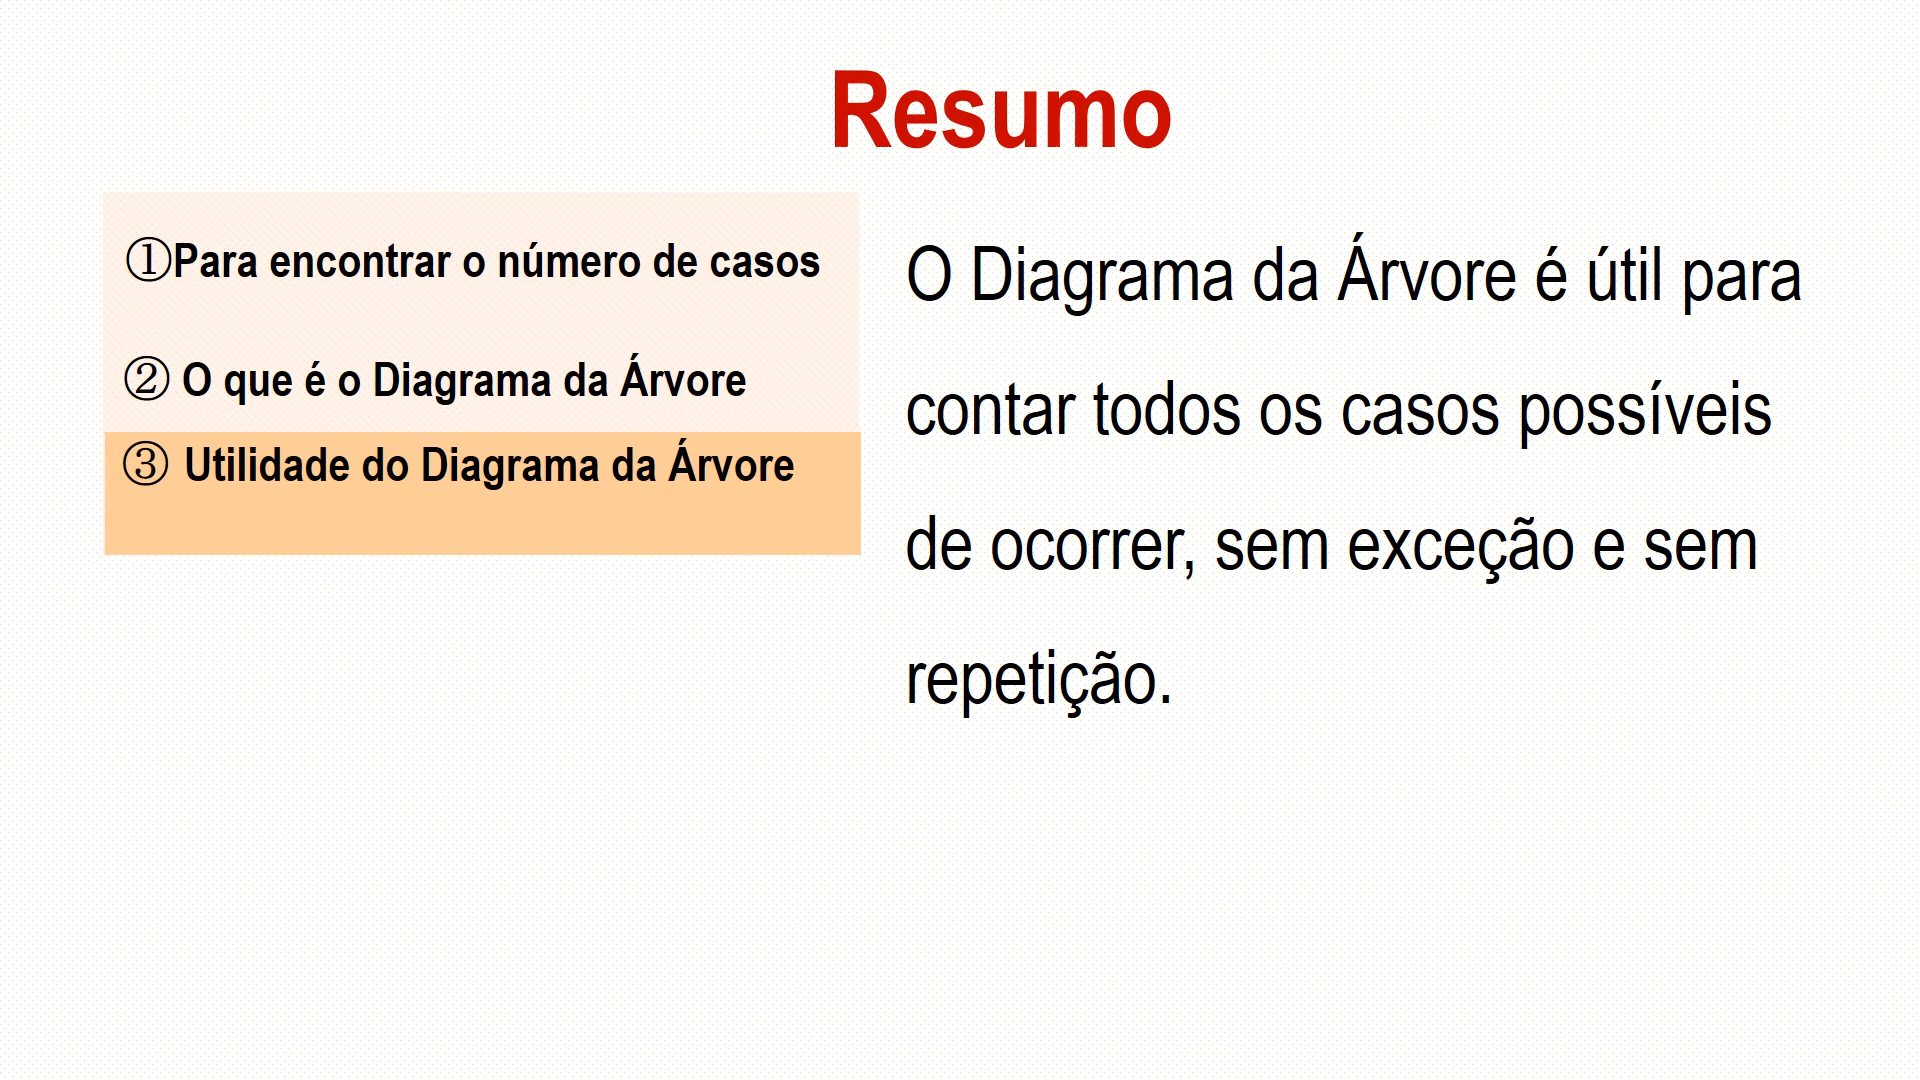 Resumo
①Para encontrar o número de casos
② O que é o Diagrama da Árvore
③ Utilidade do Diagrama da Árvore
O Diagrama da Árvore é útil para
contar todos os casos possíveis
de ocorrer, sem exceção e sem
repetição.